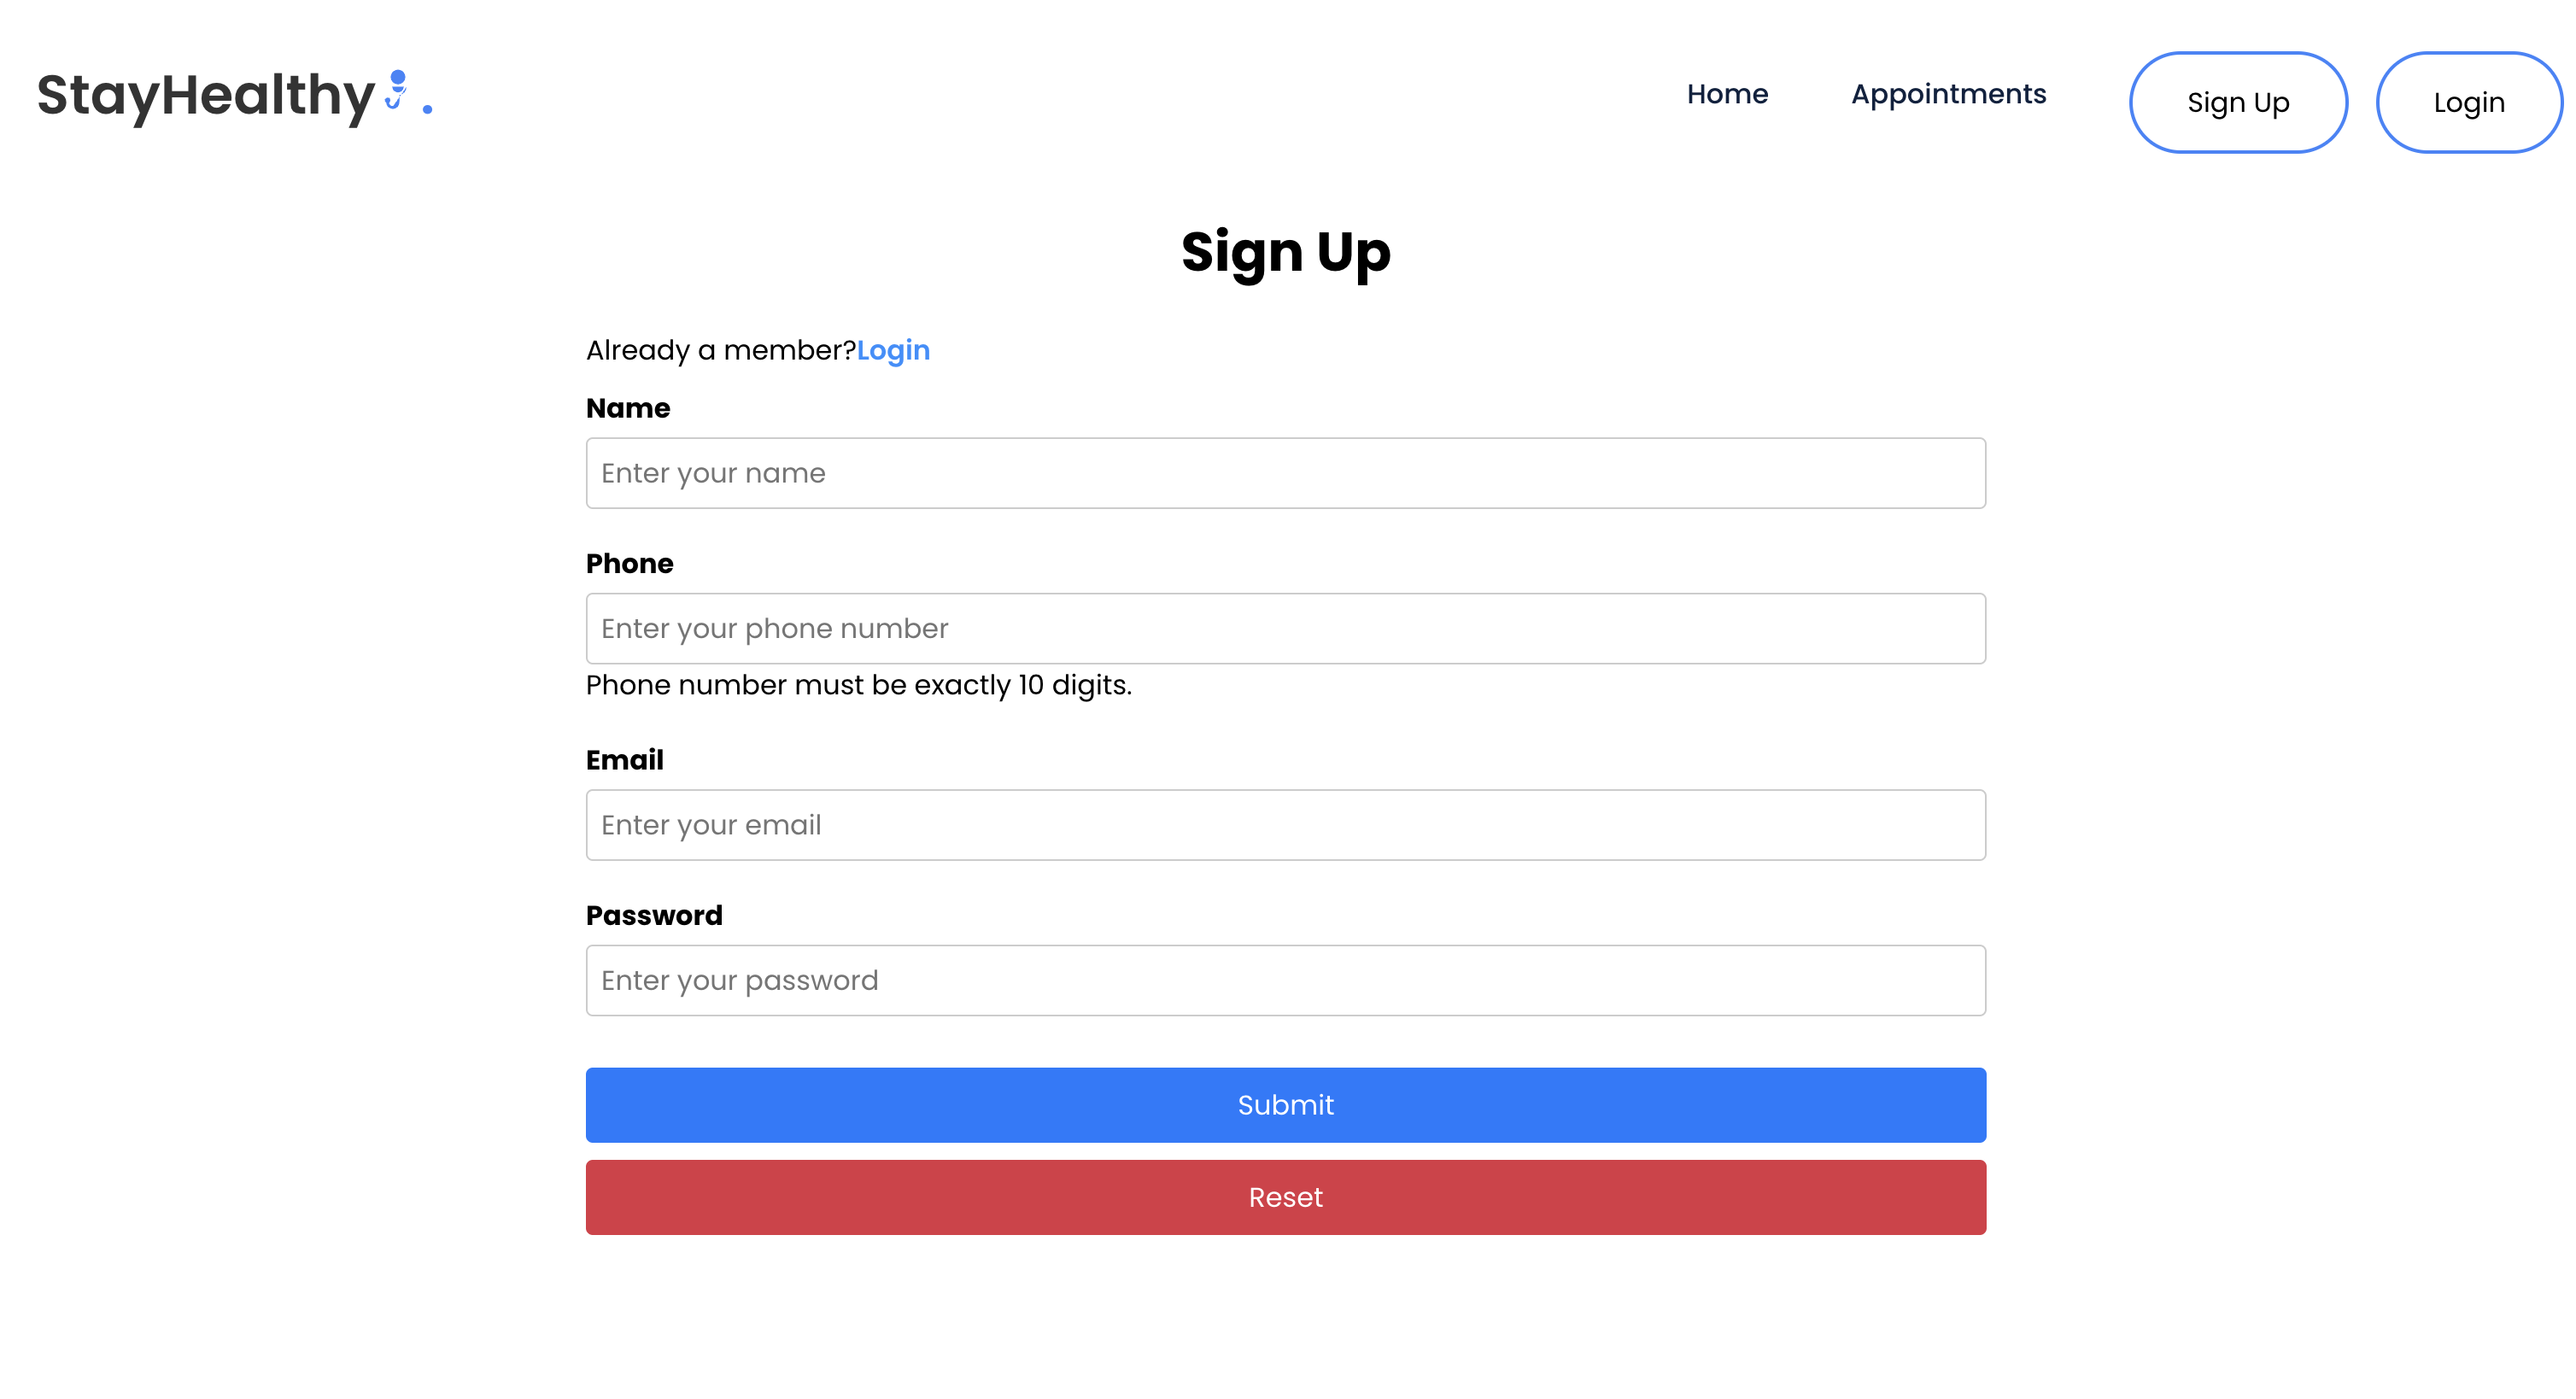 StayHealthy.
Home Appointments Sign Up Login
Sign Up
Already a member?Login
Name
Enter your name
Phone
Enter your phone number
Phone number must be exactly 10 digits.
Email
Enter your email
Password
Enter your password
Submit
Reset